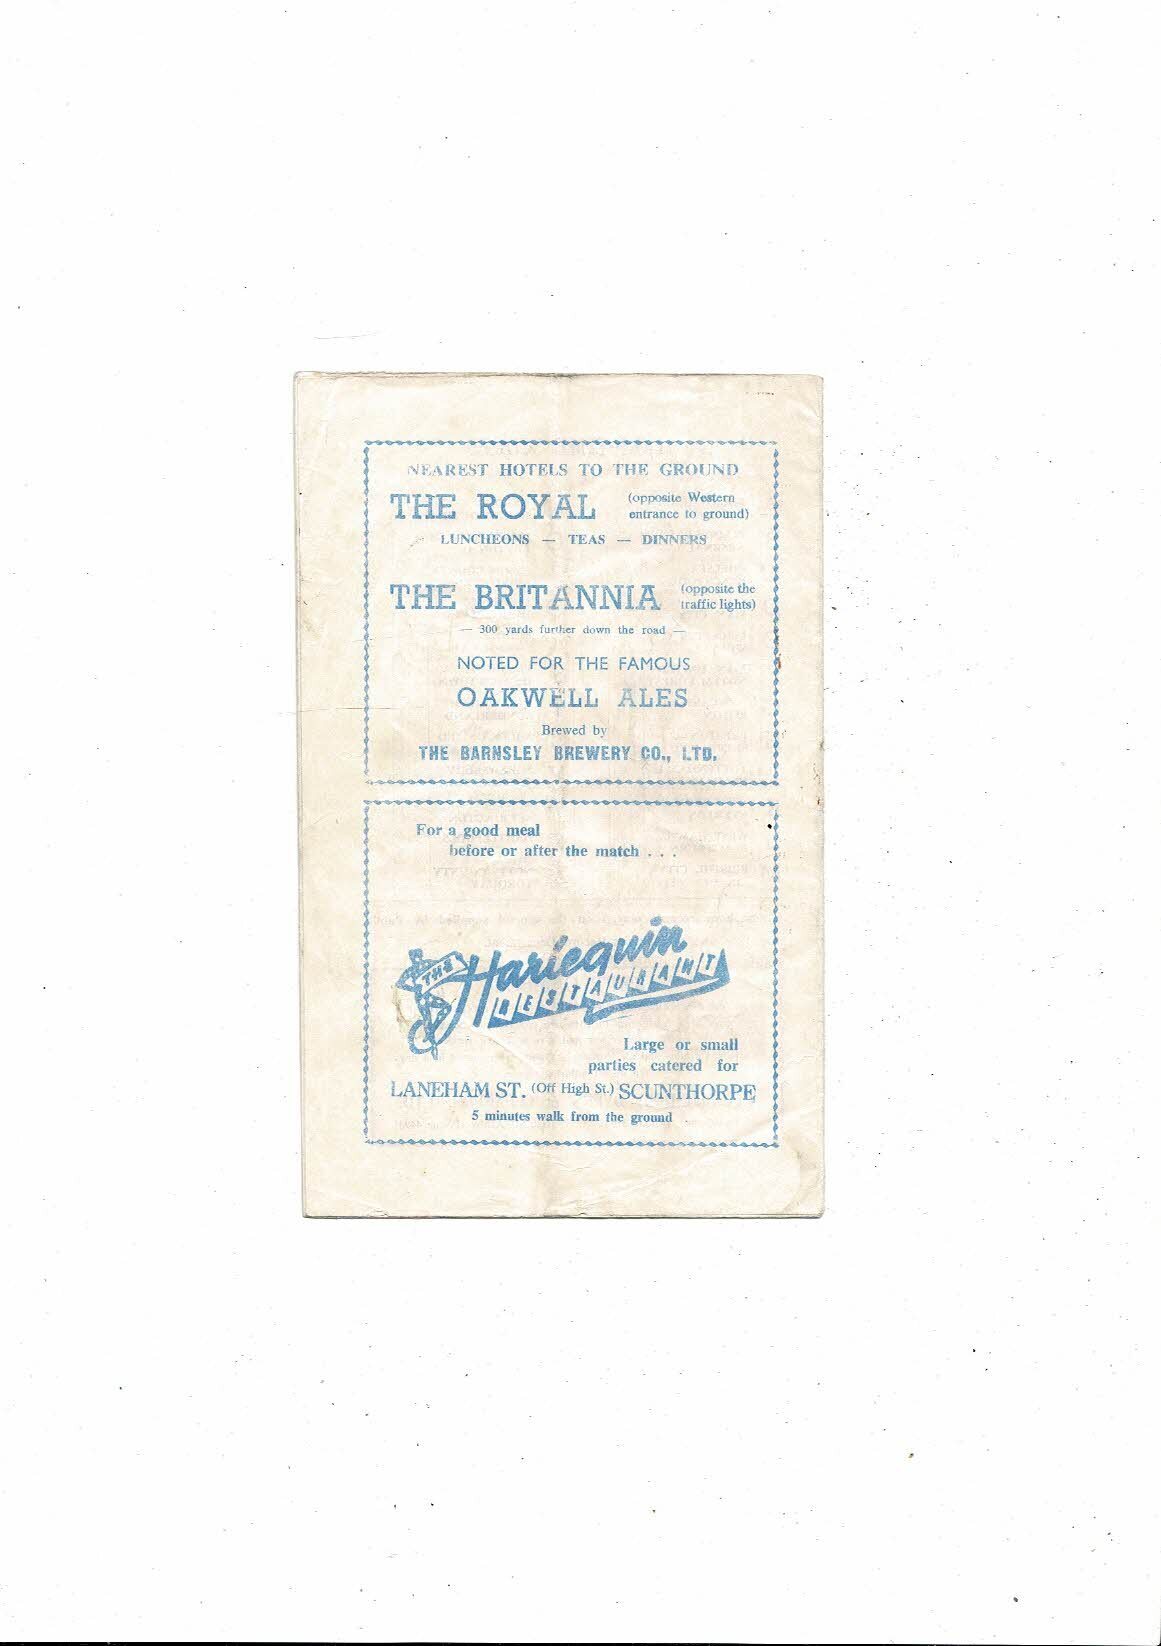 NEAREST HOTELS TO THE GROUND
THE ROYAL (opposite Western entrance to ground)
LUNCHEONS — TEAS — DINNERS
THE BRITANNIA (opposite the traffic lights)
— 300 yards further down the road —
NOTED FOR THE FAMOUS
OAKWELL ALES
Brewed by
THE BARNSLEY BREWERY CO., LTD.
For a good meal
before or after the match . . .
THE Harlequin
RESTAURANT
Large or small
parties catered for
LANEHAM ST. (Off High St.) SCUNTHORPE
5 minutes walk from the ground